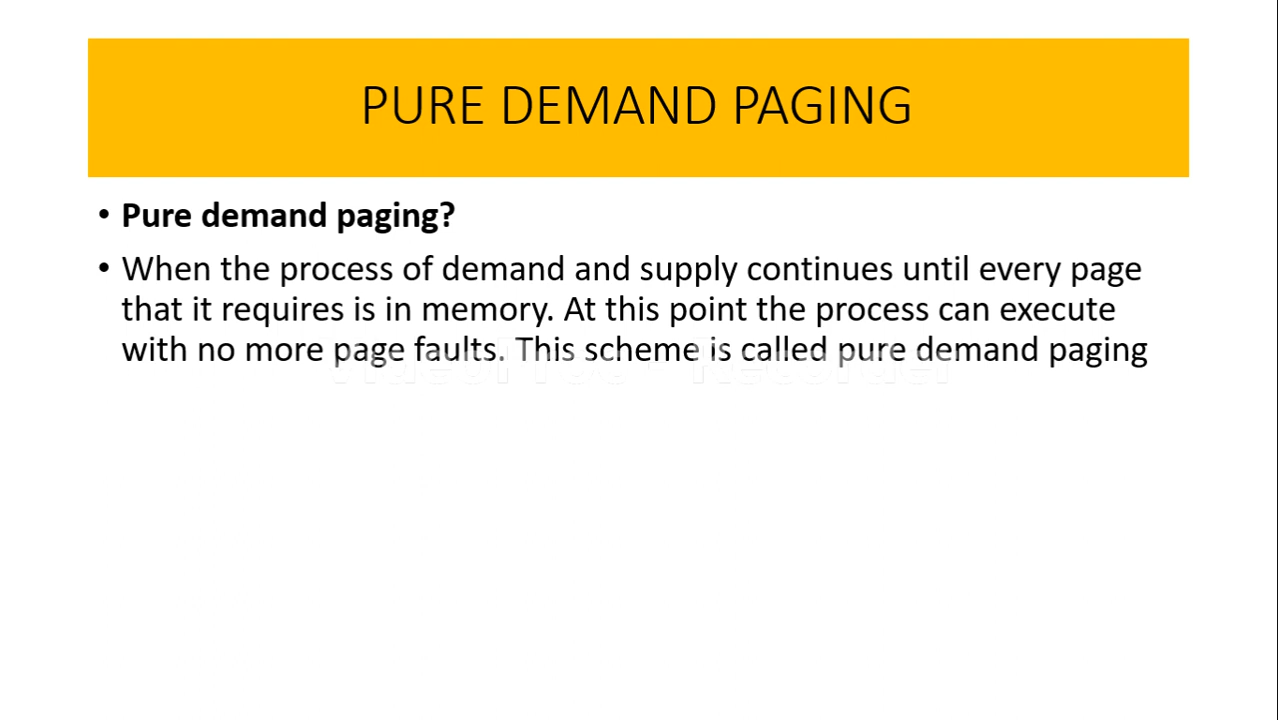 PURE DEMAND PAGING
• Pure demand paging?
• When the process of demand and supply continues until every page
that it requires is in memory. At this point the process can execute
with no more page faults. This scheme is called pure demand paging
Recorder